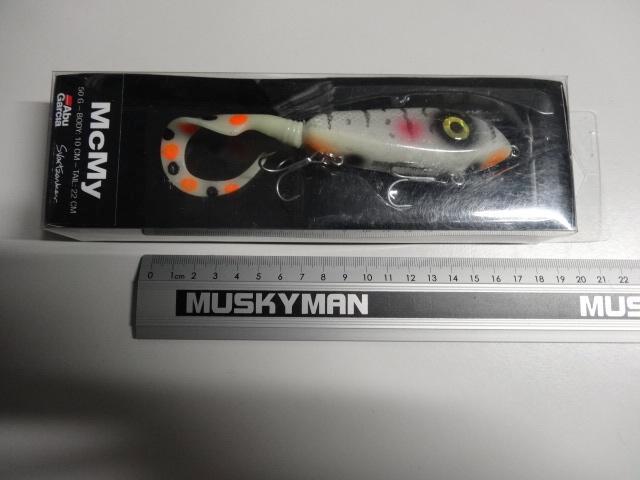 McMy
50 G – BODY: 10 CM – TAIL: 22 CM
Abu
Garcia
Svartzonker
0 1cm 2 3 4 5 6 7 8 9 10 11 12 13 14 15 16 17 18 19 20 21 22
MUSKYMAN MUS